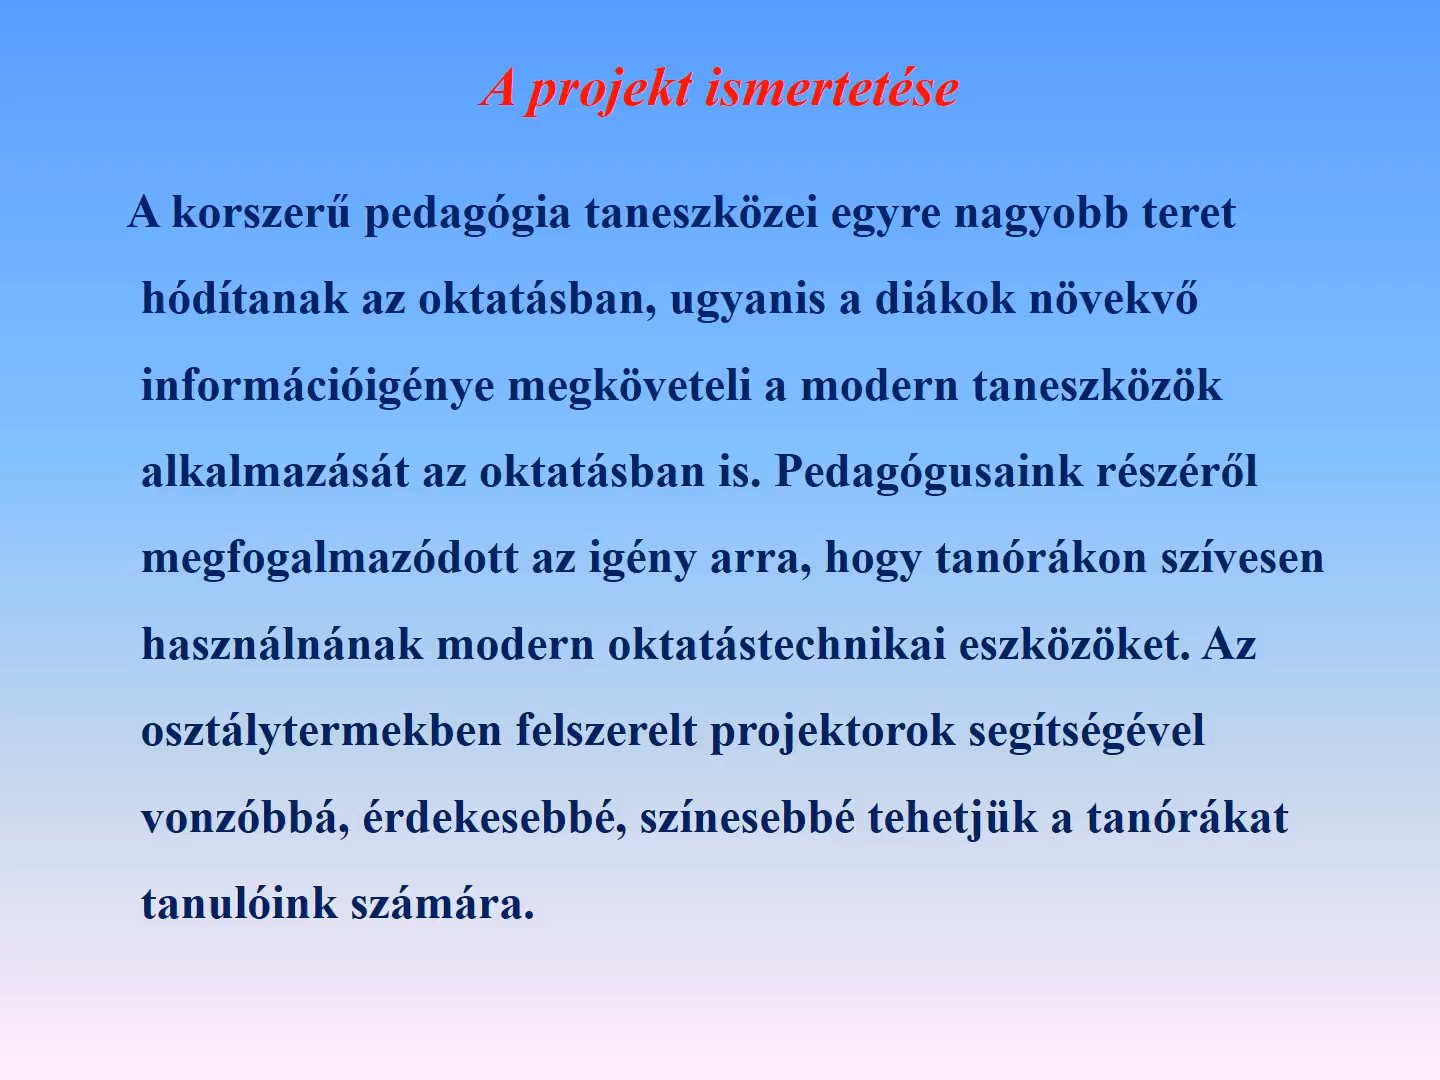 A projekt ismertetése
A korszerű pedagógia taneszközei egyre nagyobb teret
hódítanak az oktatásban, ugyanis a diákok növekvő
információigénye megköveteli a modern taneszközök
alkalmazását az oktatásban is. Pedagógusaink részéről
megfogalmazódott az igény arra, hogy tanórákon szívesen
használnának modern oktatástechnikai eszközöket. Az
osztálytermekben felszerelt projektorok segítségével
vonzóbbá, érdekesebbé, színesebbé tehetjük a tanórákat
tanulóink számára.